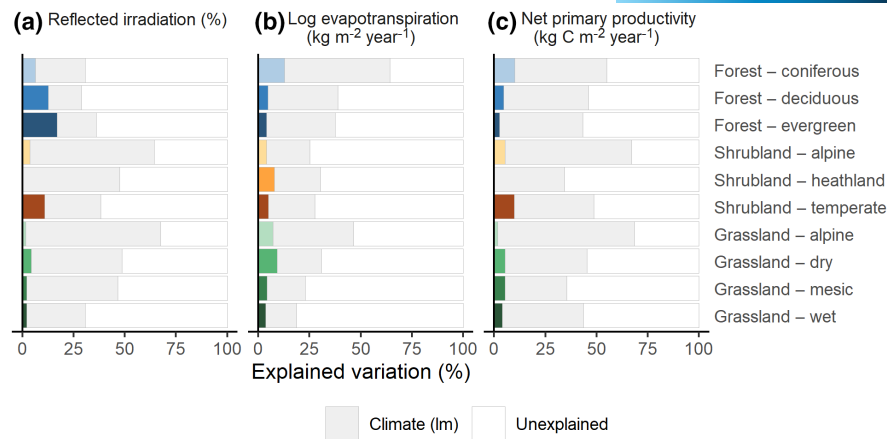 (a) Reflected irradiation (%)
(b) Log evapotranspiration
(kg m⁻² year⁻¹)
(c) Net primary productivity
(kg C m⁻² year⁻¹)
Forest – coniferous
Forest – deciduous
Forest – evergreen
Shrubland – alpine
Shrubland – heathland
Shrubland – temperate
Grassland – alpine
Grassland – dry
Grassland – mesic
Grassland – wet
0 25 50 75 100
0 25 50 75 100
0 25 50 75 100
Explained variation (%)
Climate (lm)
Unexplained